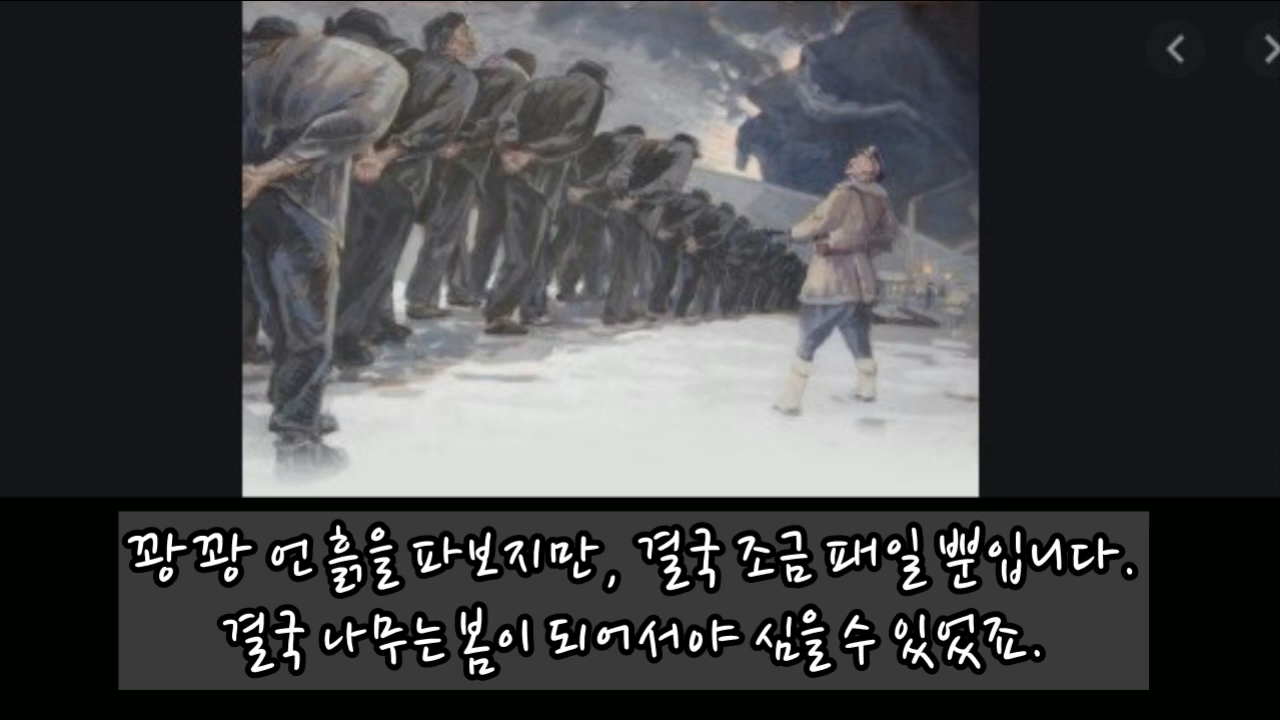 꽝꽝 언 흙을 파보지만, 결국 조금 패일 뿐입니다.
결국 나무는 봄이 되어서야 심을 수 있었죠.